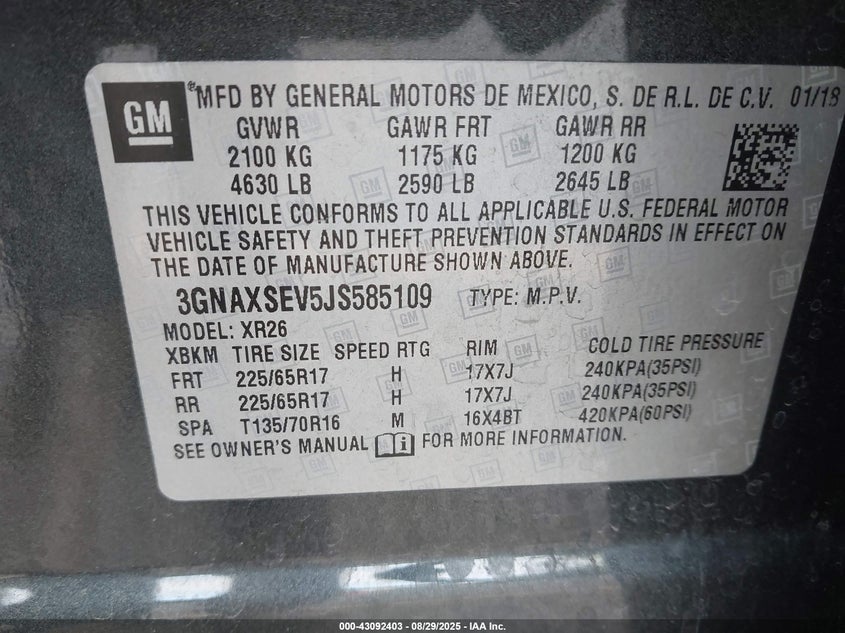 GM
® MFD BY GENERAL MOTORS DE MEXICO, S. DE R.L. DE C.V. 01/18
GVWR GAWR FRT GAWR RR
2100 KG 1175 KG 1200 KG
4630 LB 2590 LB 2645 LB
THIS VEHICLE CONFORMS TO ALL APPLICABLE U.S. FEDERAL MOTOR
VEHICLE SAFETY AND THEFT PREVENTION STANDARDS IN EFFECT ON
THE DATE OF MANUFACTURE SHOWN ABOVE.
3GNAXSEV5JS585109 TYPE: M.P.V.
MODEL: XR26
XBKM TIRE SIZE SPEED RTG RIM COLD TIRE PRESSURE
FRT 225/65R17 H 17X7J 240KPA(35PSI)
RR 225/65R17 H 17X7J 240KPA(35PSI)
SPA T135/70R16 M 16X4BT 420KPA(60PSI)
SEE OWNER'S MANUAL FOR MORE INFORMATION.
000-43092403 - 08/29/2025 - IAA Inc.